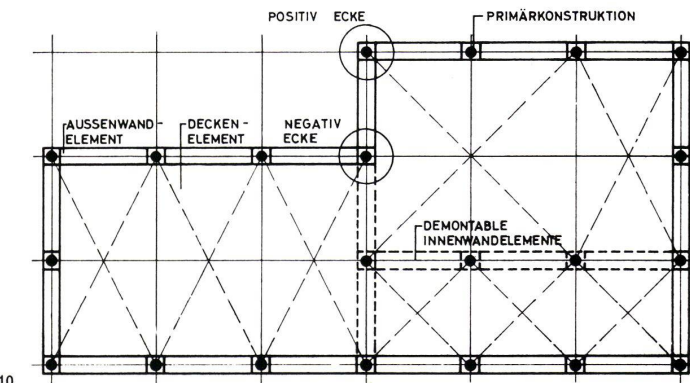 POSITIV ECKE
PRIMÄRKONSTRUKTION
AUSSENWAND-
ELEMENT
DECKEN-
ELEMENT
NEGATIV
ECKE
DEMONTABLE
INNENWANDELEMENTE
10